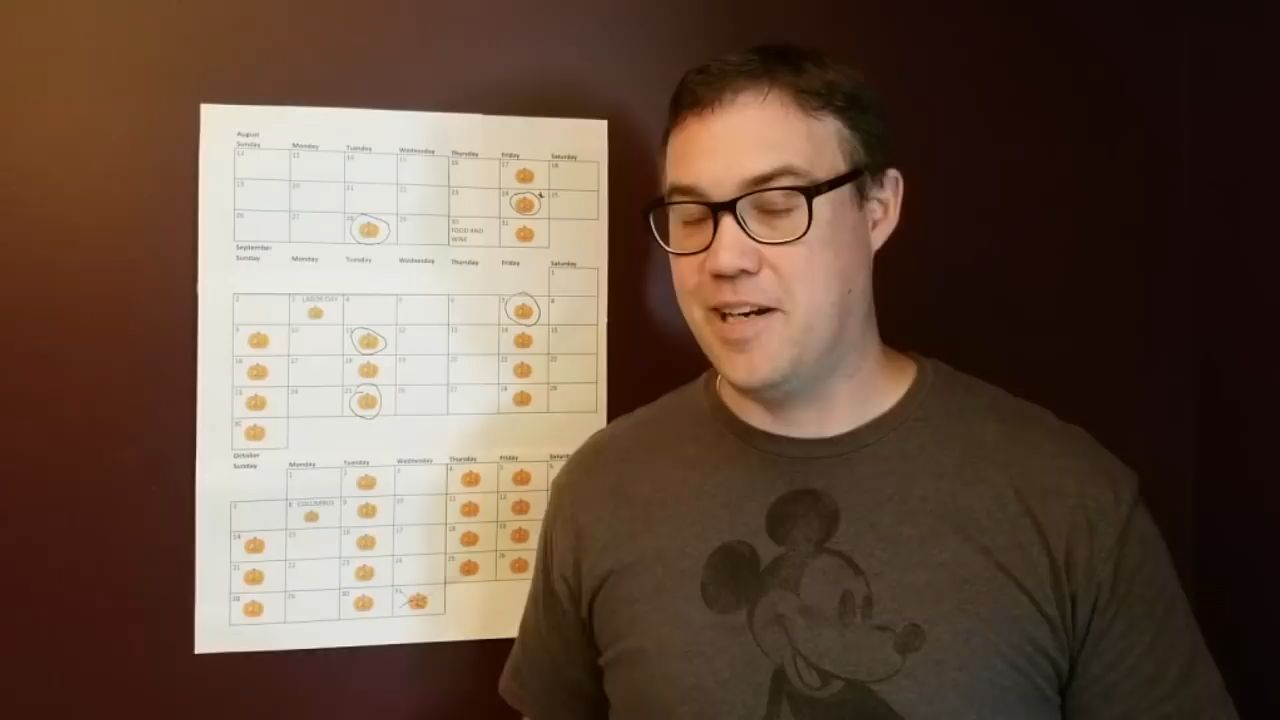 August
Sunday Monday Tuesday Wednesday Thursday Friday Saturday
12 13 14 15 16 17 18
19 20 21 22 23 24 25
26 27 28 29 30 31
FOOD AND
WINE
September
Sunday Monday Tuesday Wednesday Thursday Friday Saturday
1
2 3 LABOR DAY 4 5 6 7 8
9 10 11 12 13 14 15
16 17 18 19 20 21 22
23 24 25 26 27 28 29
30
October
Sunday Monday Tuesday Wednesday Thursday Friday
1 2 3 4 5 6
7 8 COLUMBUS 9 10 11 12
14 15 16 17 18 19
21 22 23 24 25 26
28 29 30 31